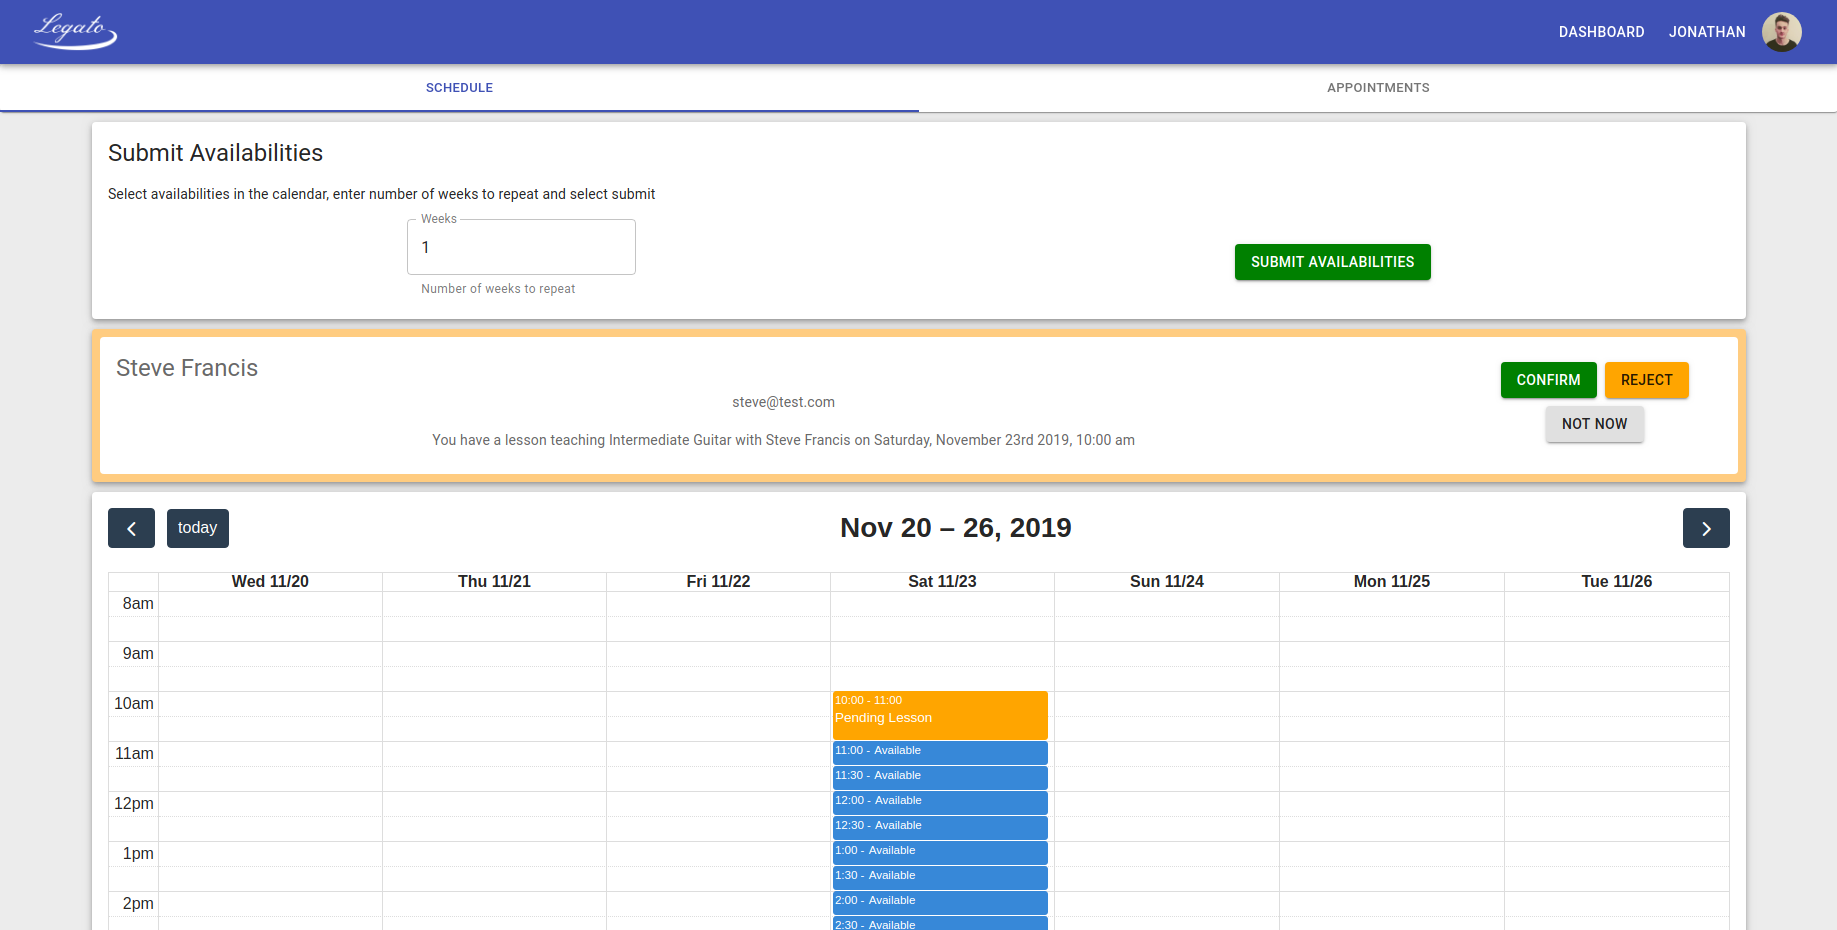 Legato
DASHBOARD
JONATHAN
SCHEDULE
APPOINTMENTS
Submit Availabilities
Select availabilities in the calendar, enter number of weeks to repeat and select submit
Weeks
1
Number of weeks to repeat
SUBMIT AVAILABILITIES
Steve Francis
steve@test.com
You have a lesson teaching Intermediate Guitar with Steve Francis on Saturday, November 23rd 2019, 10:00 am
CONFIRM
REJECT
NOT NOW
today
Nov 20 – 26, 2019
Wed 11/20
Thu 11/21
Fri 11/22
Sat 11/23
Sun 11/24
Mon 11/25
Tue 11/26
8am
9am
10am
10:00 - 11:00
Pending Lesson
11am
11:00 - Available
11:30 - Available
12pm
12:00 - Available
12:30 - Available
1pm
1:00 - Available
1:30 - Available
2pm
2:00 - Available
2:30 - Available